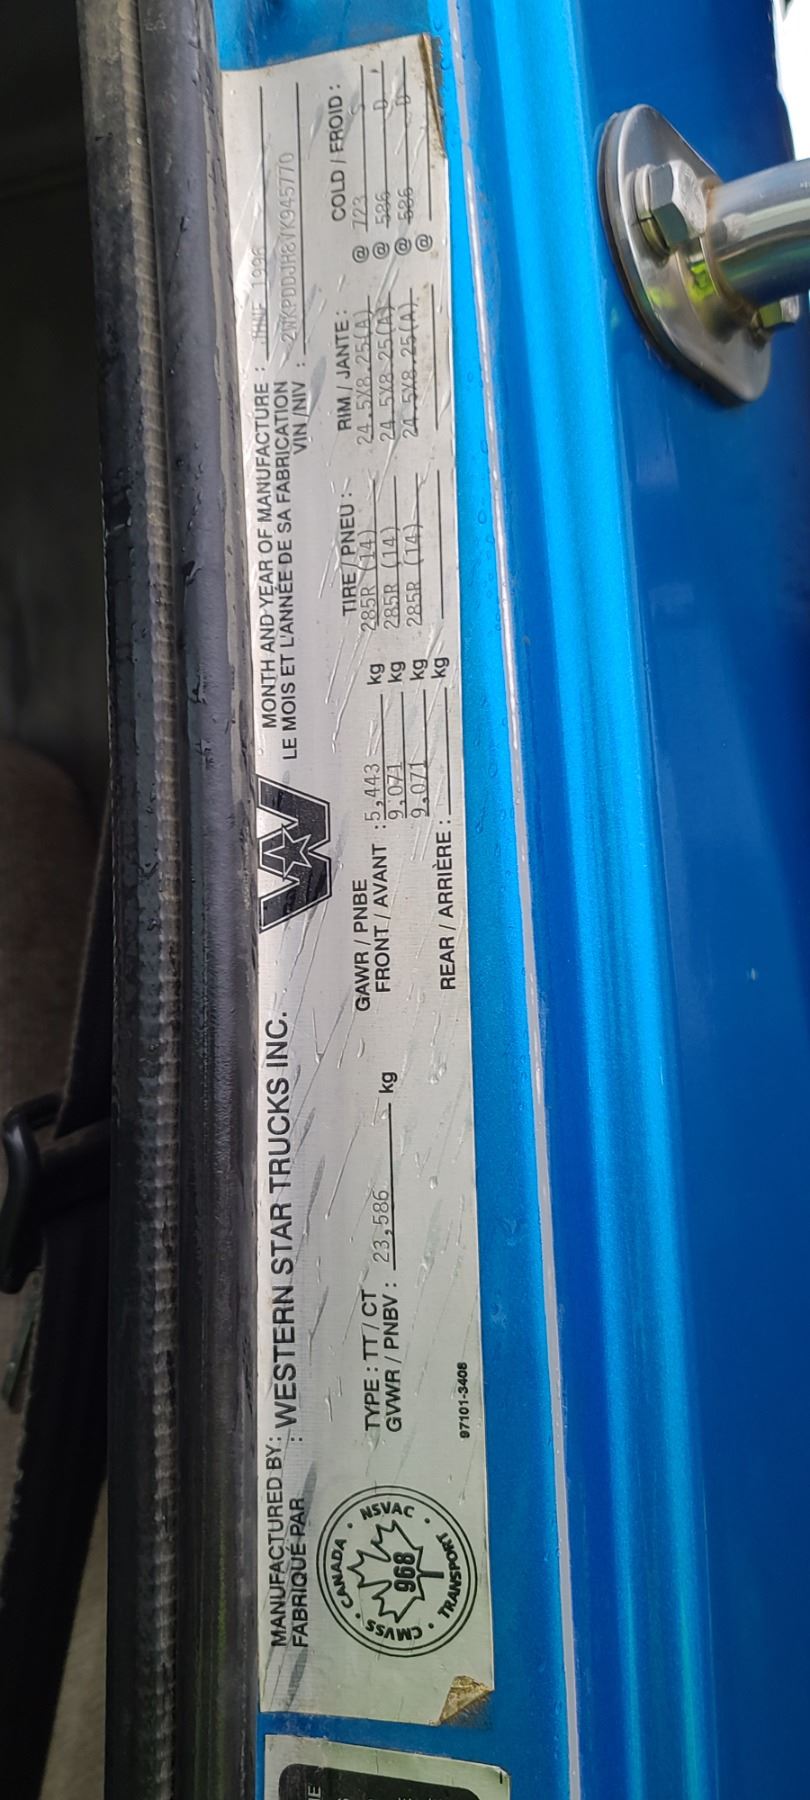 MANUFACTURED BY: WESTERN STAR TRUCKS INC.
FABRIQUÉ PAR :
MONTH AND YEAR OF MANUFACTURE : JUNE 1996
LE MOIS ET L'ANNÉE DE SA FABRICATION
VIN / NIV :
CANADA · NSVAC · TRANSPORT · CMVSS ·
968
TYPE : TT / CT
GVWR / PNBV : 23,586 kg
GAWR / PNBE TIRE / PNEU : RIM / JANTE : COLD / FROID :
FRONT / AVANT : 5,443 kg 285R (14) 24.5X8.25(A) @ 723 S
9,071 kg 285R (14) 24.5X8.25(A) @ 586 D
9,071 kg 285R (14) 24.5X8.25(A) @ 586 D
REAR / ARRIÈRE : kg @
97101-3408